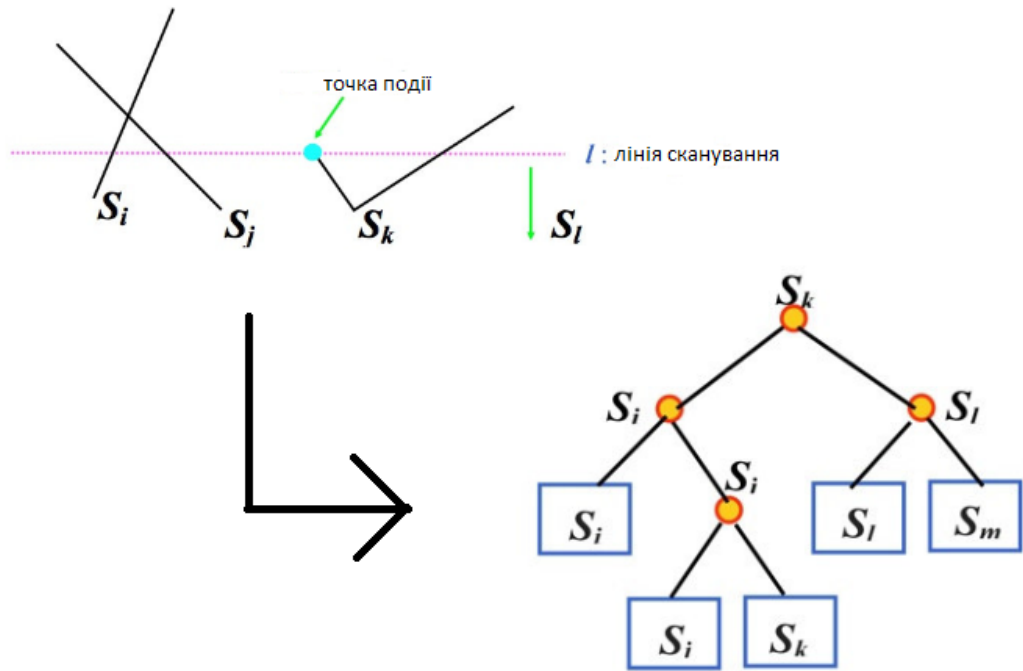 точка події
l : лінія сканування
Si
Sj
Sk
Sl
Sk
Si
Sl
Si
Si
Sl
Sm
Si
Sk